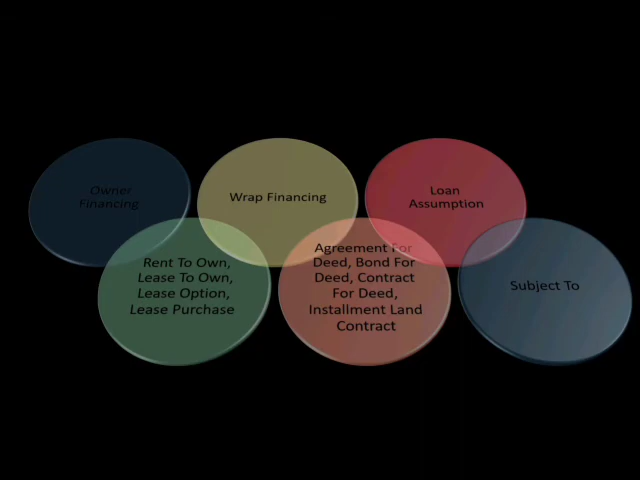 Owner
Financing
Wrap Financing
Loan
Assumption
Rent To Own,
Lease To Own,
Lease Option,
Lease Purchase
Agreement For
Deed, Bond For
Deed, Contract
For Deed,
Installment Land
Contract
Subject To